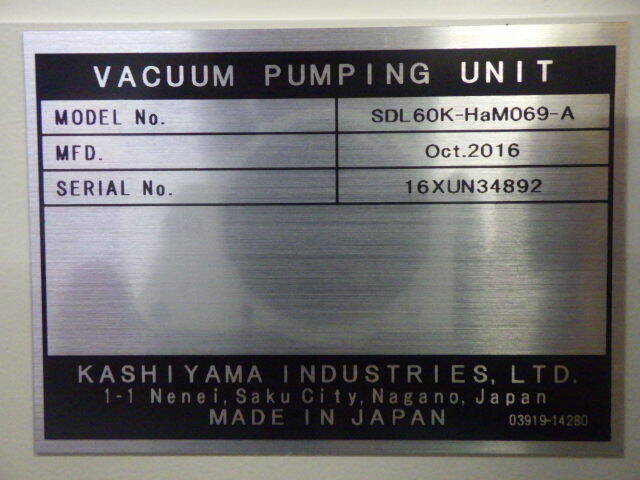 VACUUM PUMPING UNIT
MODEL No. SDL60K-HaM069-A
MFD. Oct.2016
SERIAL No. 16XUN34892
KASHIYAMA INDUSTRIES, LTD.
1-1 Nenei, Saku City, Nagano, Japan
MADE IN JAPAN 03919-14280